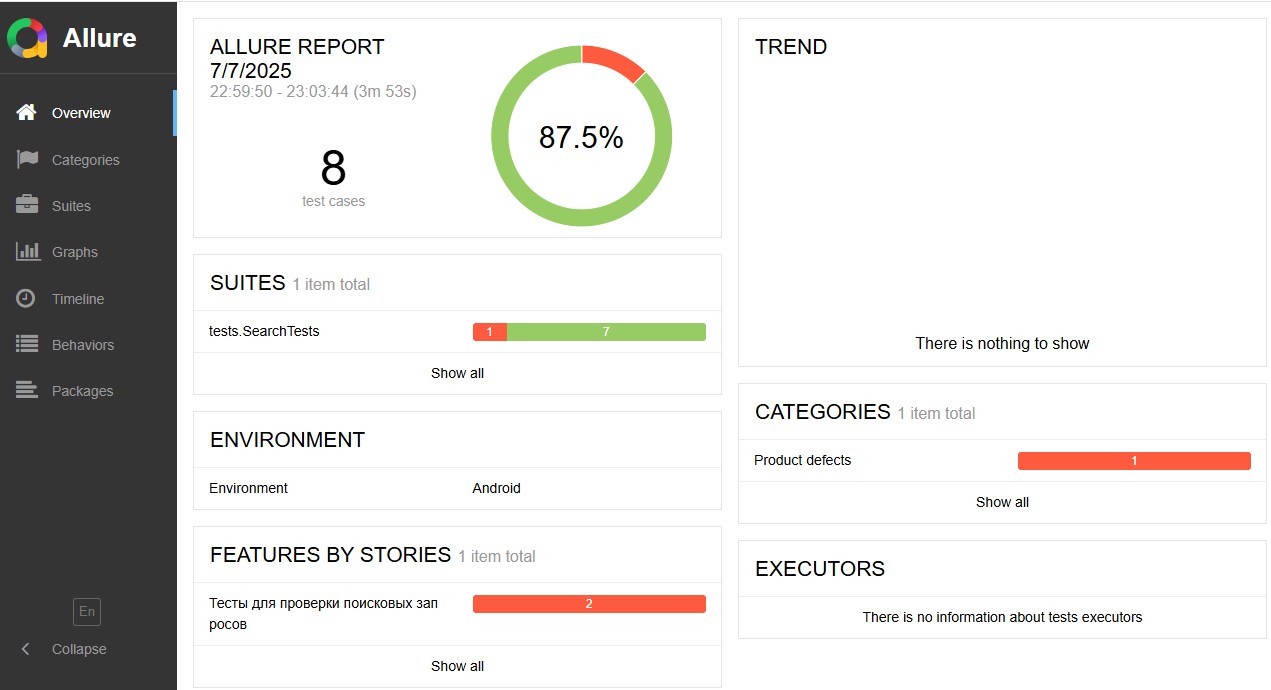 Allure
Overview
Categories
Suites
Graphs
Timeline
Behaviors
Packages
En
Collapse
ALLURE REPORT
7/7/2025
22:59:50 - 23:03:44 (3m 53s)
8
test cases
87.5%
SUITES 1 item total
tests.SearchTests
1 7
Show all
ENVIRONMENT
Environment Android
FEATURES BY STORIES 1 item total
Тесты для проверки поисковых зап
росов
2
Show all
TREND
There is nothing to show
CATEGORIES 1 item total
Product defects 1
Show all
EXECUTORS
There is no information about tests executors